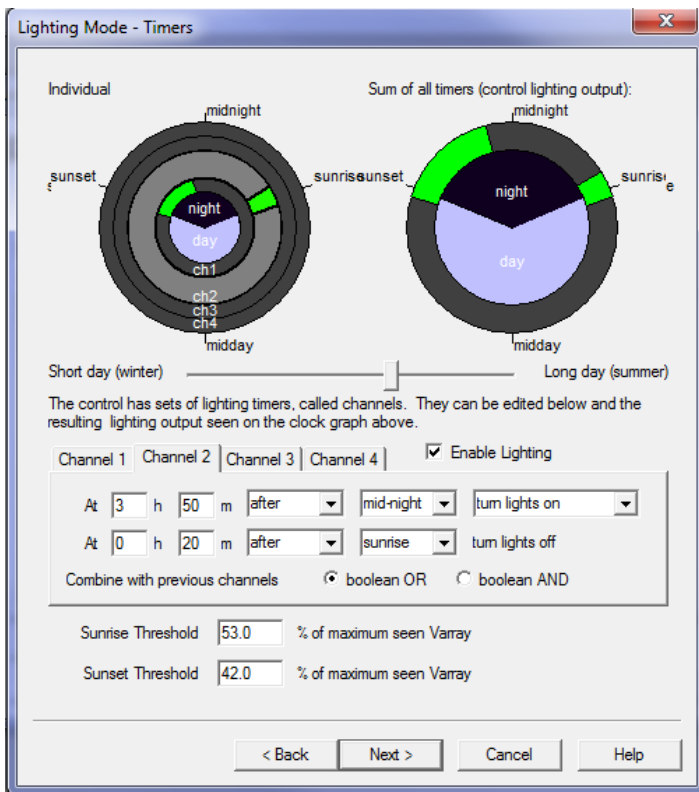 Lighting Mode - Timers
Individual
Sum of all timers (control lighting output):
midnight
sunset
sunrise
night
day
ch1
ch2
ch3
ch4
midday
midnight
sunset
sunrise
night
day
midday
Short day (winter)
Long day (summer)
The control has sets of lighting timers, called channels. They can be edited below and the
resulting lighting output seen on the clock graph above.
Channel 1 Channel 2 Channel 3 Channel 4 Enable Lighting
At 3 h 50 m after mid-night turn lights on
At 0 h 20 m after sunrise turn lights off
Combine with previous channels boolean OR boolean AND
Sunrise Threshold 53.0 % of maximum seen Varray
Sunset Threshold 42.0 % of maximum seen Varray
< Back Next > Cancel Help